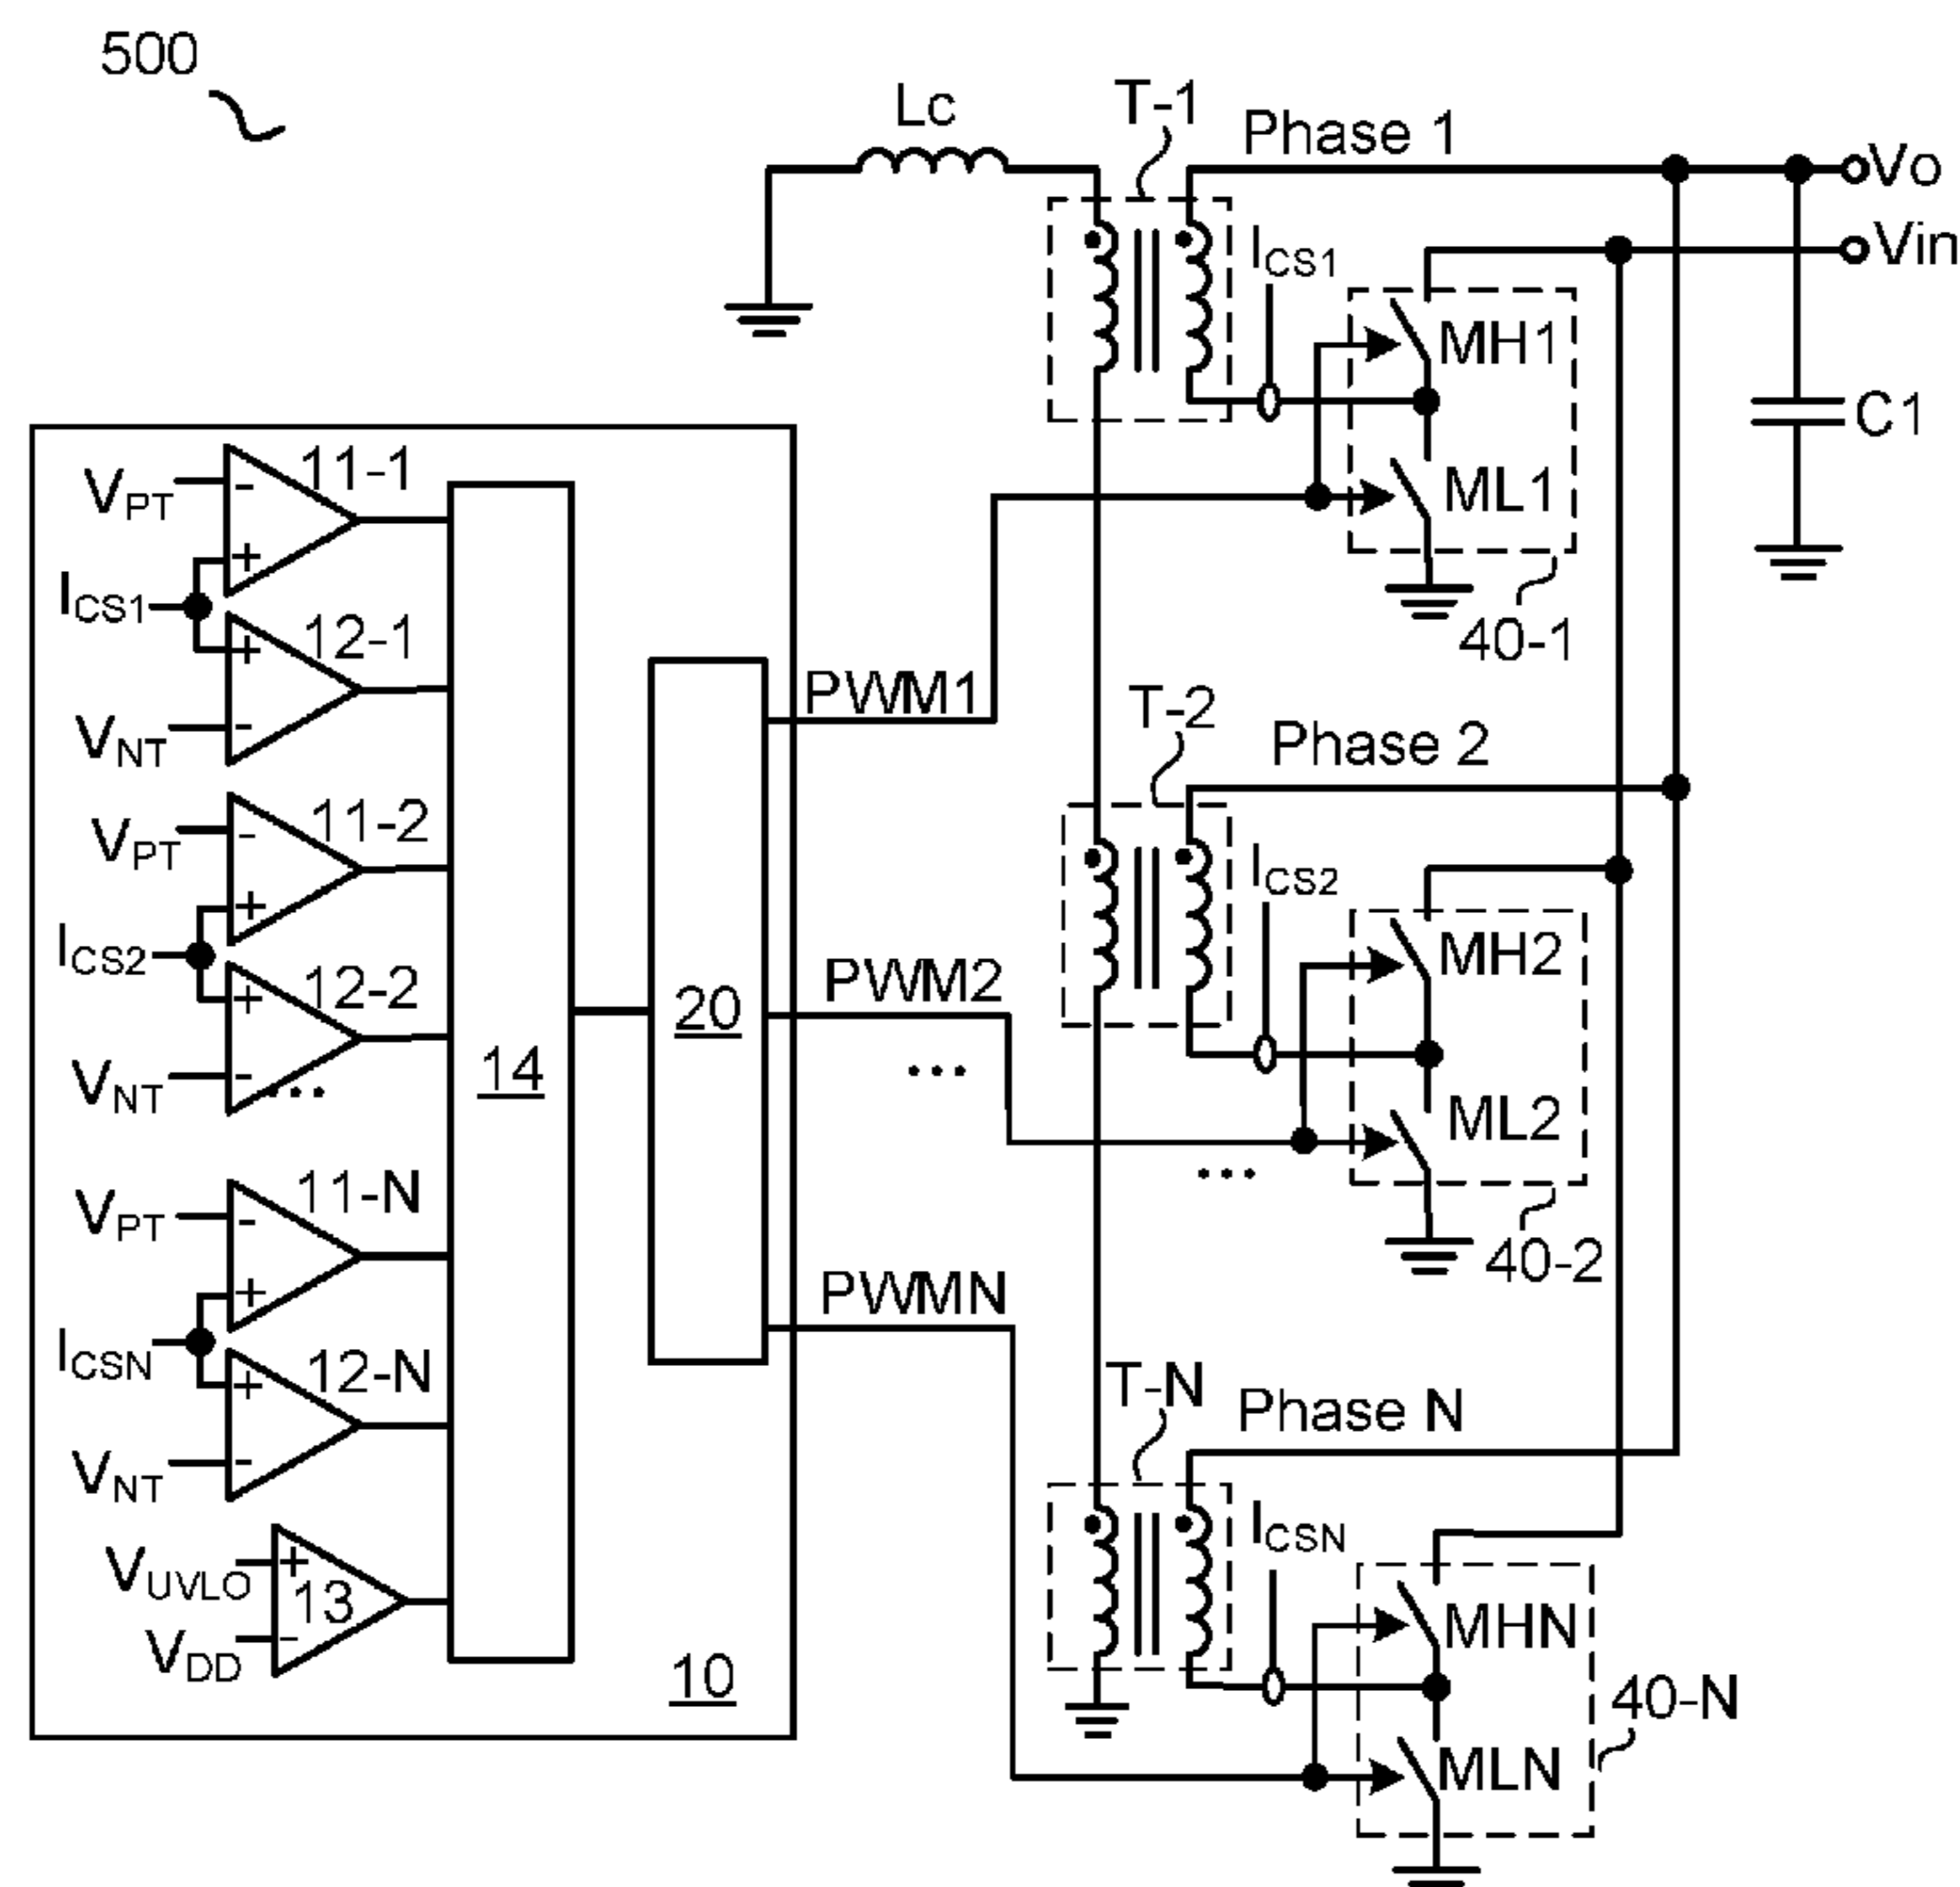 500
Lc
T-1
Phase 1
Vo
Vin
ICS1
MH1
C1
ML1
40-1
11-1
VPT
-
+
ICS1
12-1
+
VNT
-
PWM1
T-2
Phase 2
11-2
VPT
-
+
ICS2
ICS2
12-2
+
VNT
-
...
14
20
PWM2
...
MH2
ML2
...
40-2
11-N
VPT
-
+
ICSN
12-N
+
VNT
-
PWMN
T-N
Phase N
ICSN
VUVLO
+
13
VDD
-
10
MHN
40-N
MLN